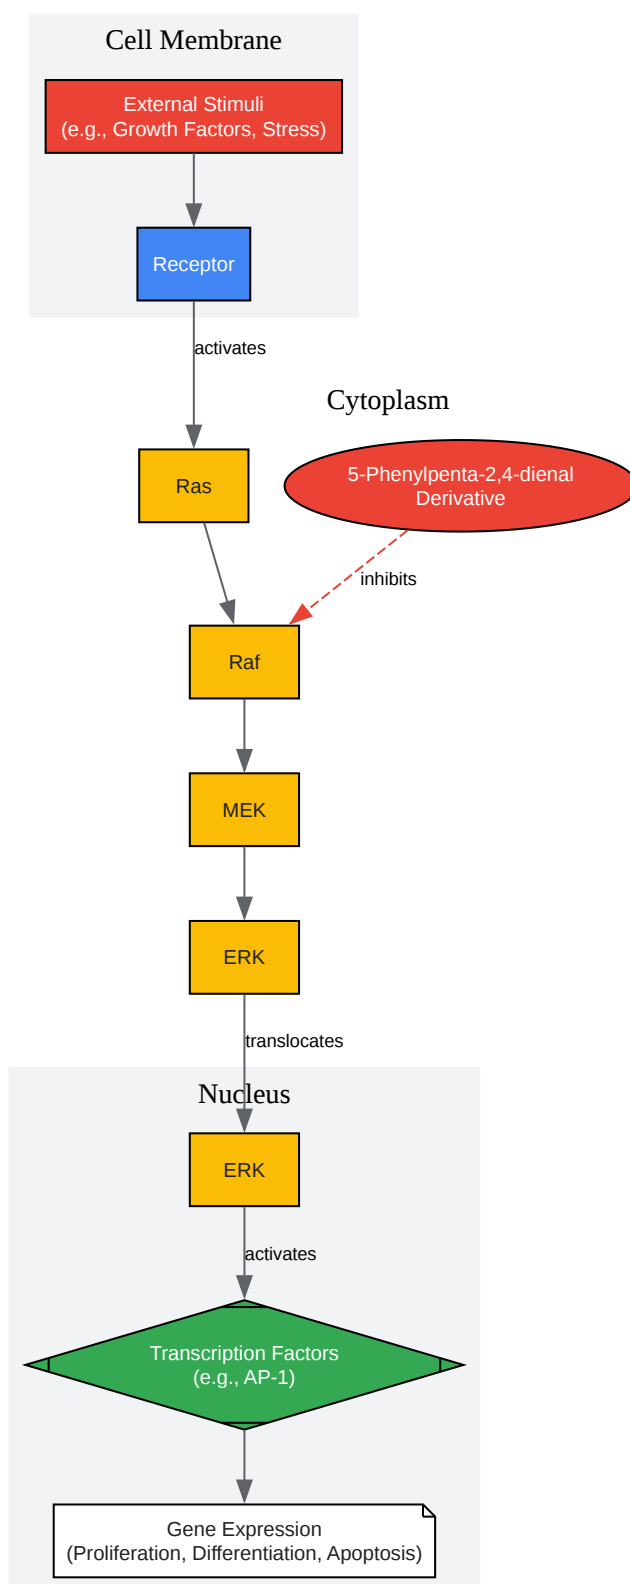 Cell Membrane
External Stimuli
(e.g., Growth Factors, Stress)
Receptor
activates
Cytoplasm
Ras
5-Phenylpenta-2,4-dienal
Derivative
inhibits
Raf
MEK
ERK
translocates
Nucleus
ERK
activates
Transcription Factors
(e.g., AP-1)
Gene Expression
(Proliferation, Differentiation, Apoptosis)